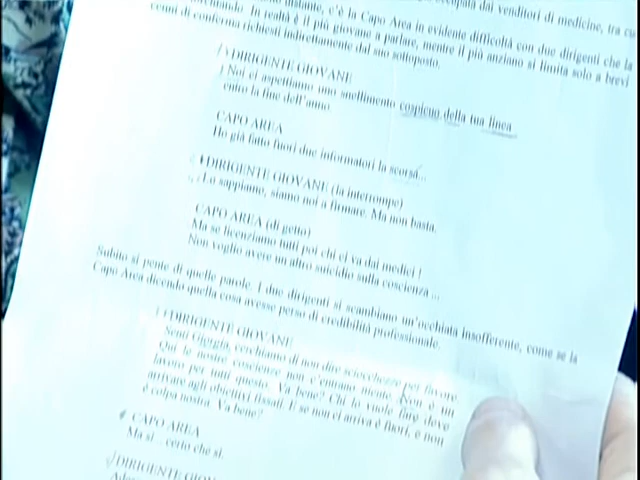 occupata dai venditori di medicine, tra cu
distante, c'è la Capo Area in evidente difficoltà con due dirigenti che la
In realtà è il più giovane a parlare, mentre il più anziano si limita solo a brevi
cenni di conferma richiesti indirettamente dal suo sottoposto.
DIRIGENTE GIOVANE
Noi ci aspettiamo uno snellimento cospicuo della tua linea
entro la fine dell'anno.
CAPO AREA
Ho già fatto fuori due informatori la scorsa...
DIRIGENTE GIOVANE (la interrompe)
Lo sappiamo, siamo noi a firmare. Ma non basta.
CAPO AREA (di getto)
Ma se licenziamo tutti poi chi ci va dai medici !
Non voglio avere un altro suicidio sulla coscienza ...
Subito si pente di quelle parole. I due dirigenti si scambiano un'occhiata insofferente, come se la
Capo Area dicendo quella cosa avesse perso di credibilità professionale.
DIRIGENTE GIOVANE
Senti Giorgia, cerchiamo di non dire sciocchezze per favore.
Qui le nostre coscienze non c'entrano niente. Non è un
lavoro per tutti questo. Va bene? Chi lo vuole fare deve
arrivare agli obiettivi fissati. E se non ci arriva è fuori, e non
è colpa nostra. Va bene?
CAPO AREA
Ma sì... certo che sì.
DIRIGENTE GIOV